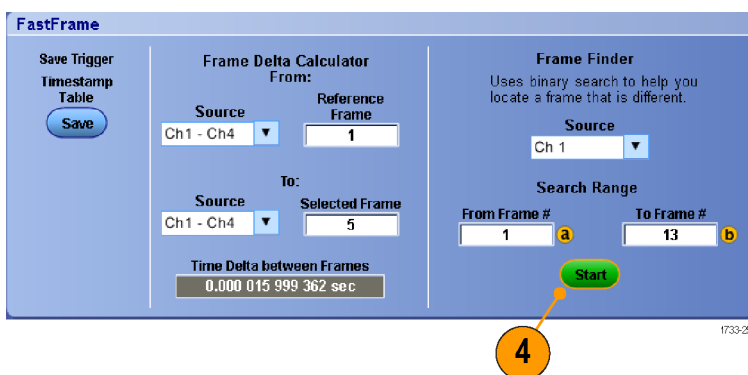 FastFrame
Save Trigger
Timestamp
Table
Save
Frame Delta Calculator
From:
Source
Reference
Frame
Ch1 - Ch4
1
To:
Source
Selected Frame
Ch1 - Ch4
5
Time Delta between Frames
0.000 015 999 362 sec
Frame Finder
Uses binary search to help you
locate a frame that is different.
Source
Ch 1
Search Range
From Frame #
To Frame #
1
a
13
b
Start
4